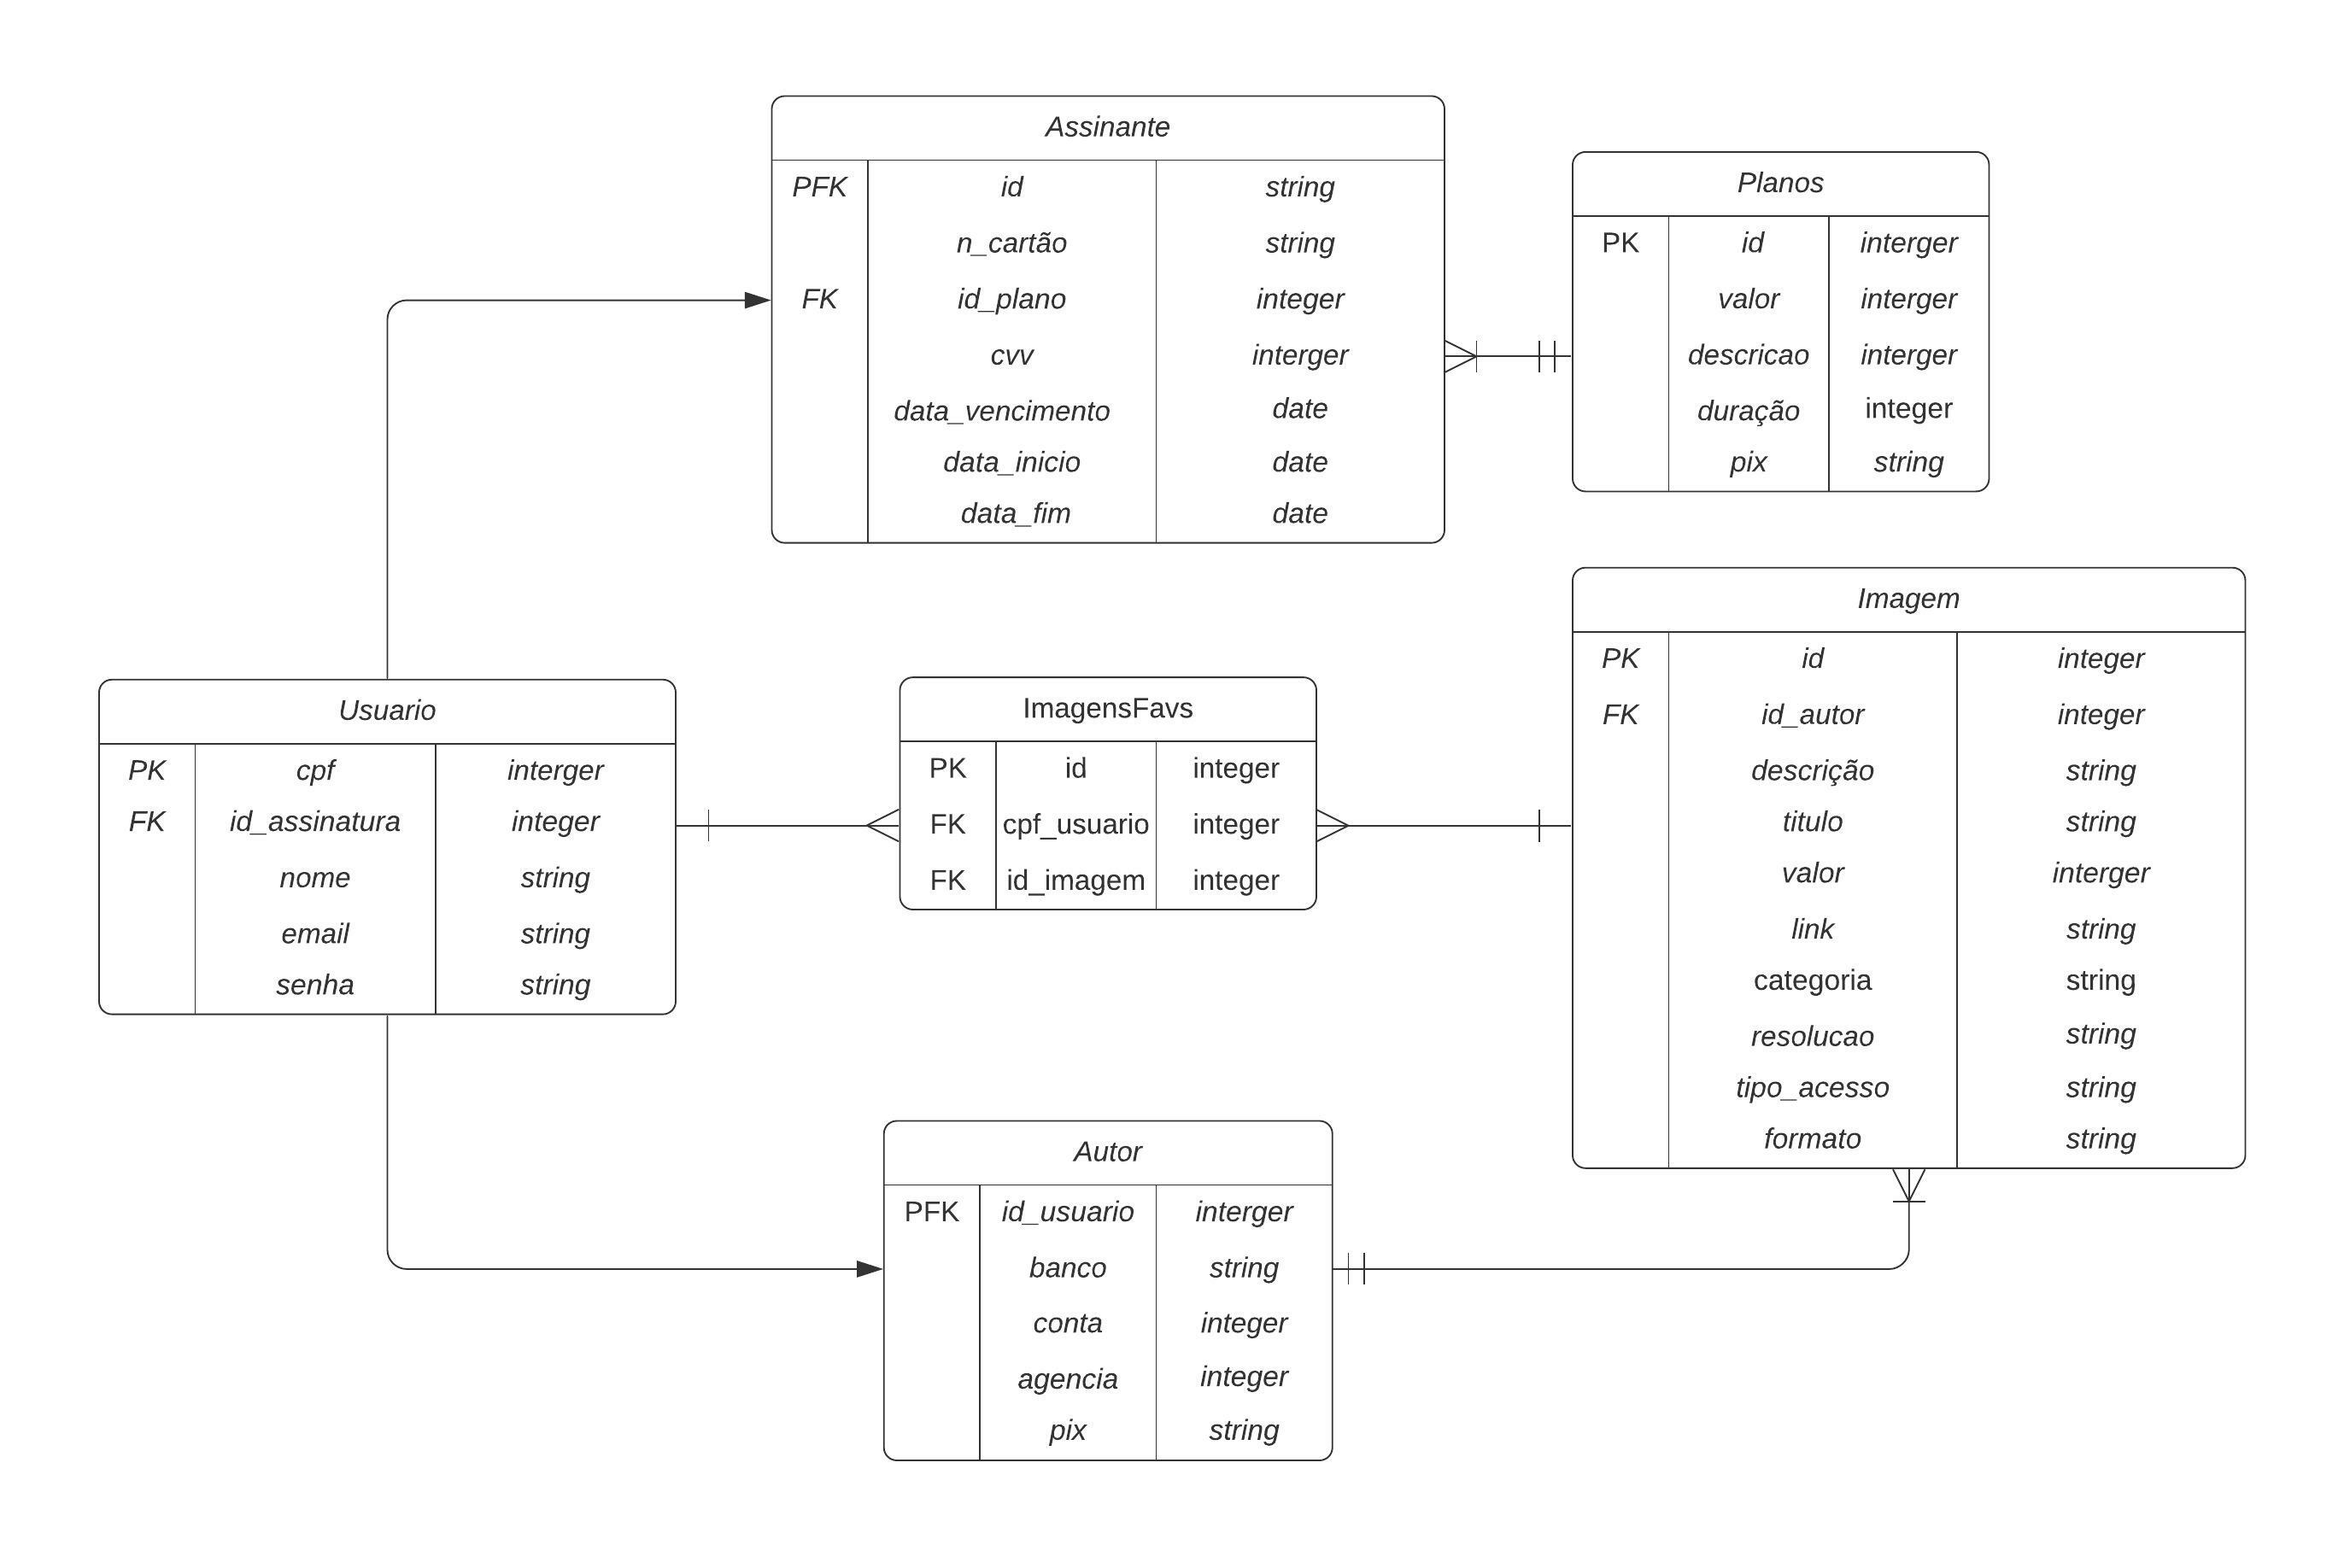 Assinante
PFK id string
n_cartão string
FK id_plano integer
cvv interger
data_vencimento date
data_inicio date
data_fim date
Planos
PK id interger
valor interger
descricao interger
duração integer
pix string
Usuario
PK cpf interger
FK id_assinatura integer
nome string
email string
senha string
ImagensFavs
PK id integer
FK cpf_usuario integer
FK id_imagem integer
Imagem
PK id integer
FK id_autor integer
descrição string
titulo string
valor interger
link string
categoria string
resolucao string
tipo_acesso string
formato string
Autor
PFK id_usuario interger
banco string
conta integer
agencia integer
pix string